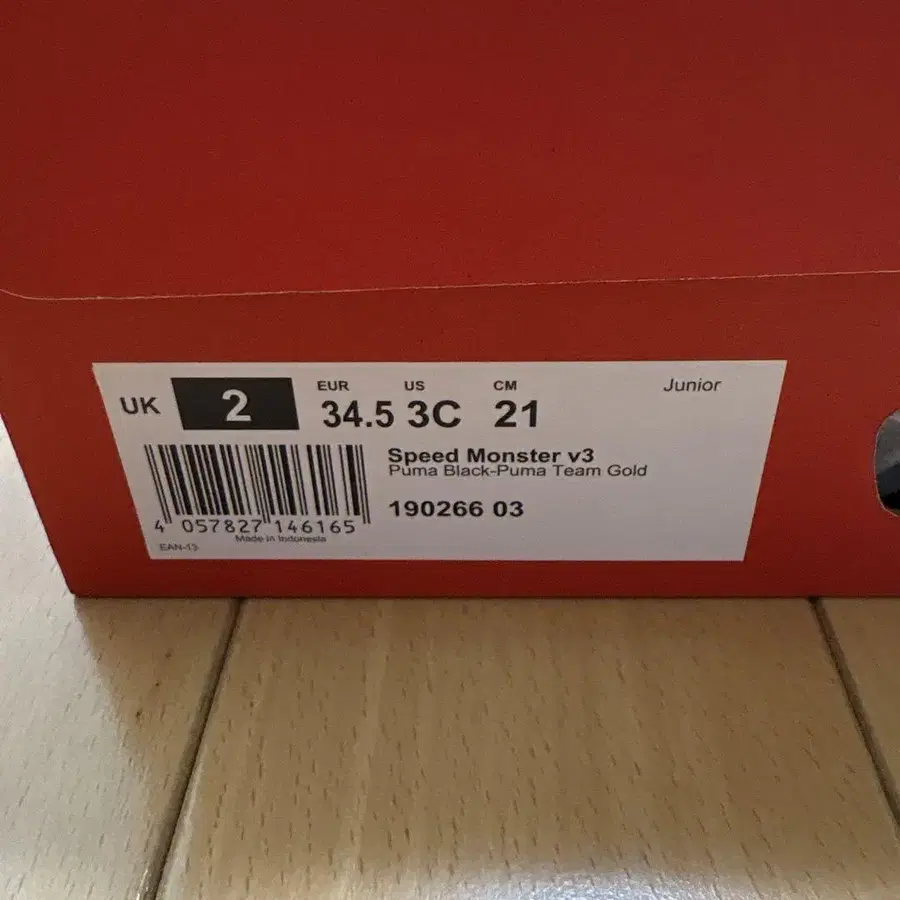 UK 2
EUR US CM Junior
34.5 3C 21
Speed Monster v3
Puma Black-Puma Team Gold
190266 03
4 057827 146165
Made in Indonesia
EAN-13